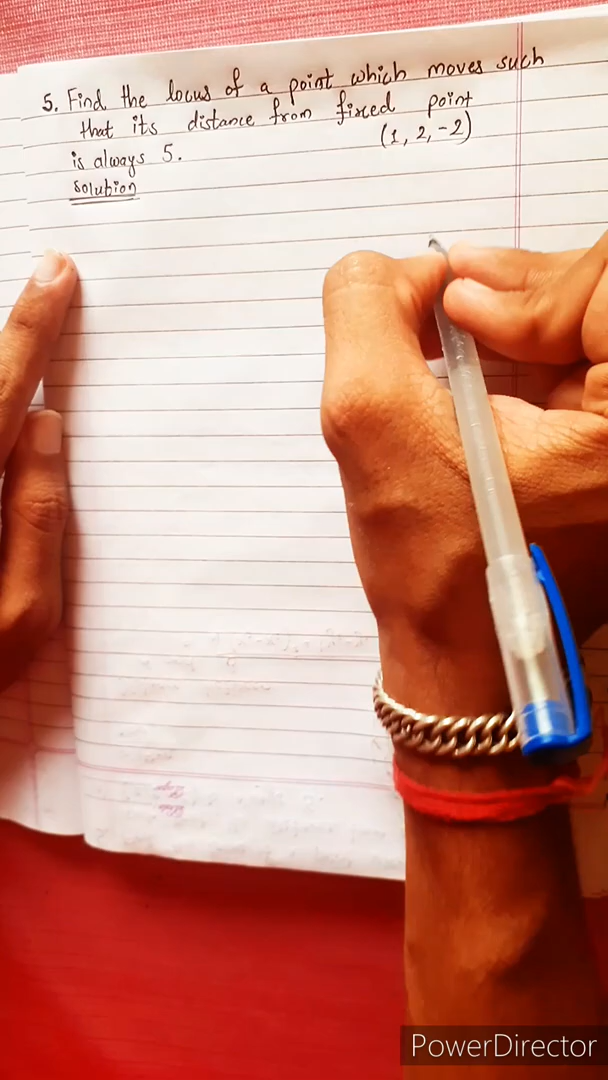 5. Find the locus of a point which moves such
that its distance from fixed point
(1, 2, -2)
is always 5.
solution
PowerDirector